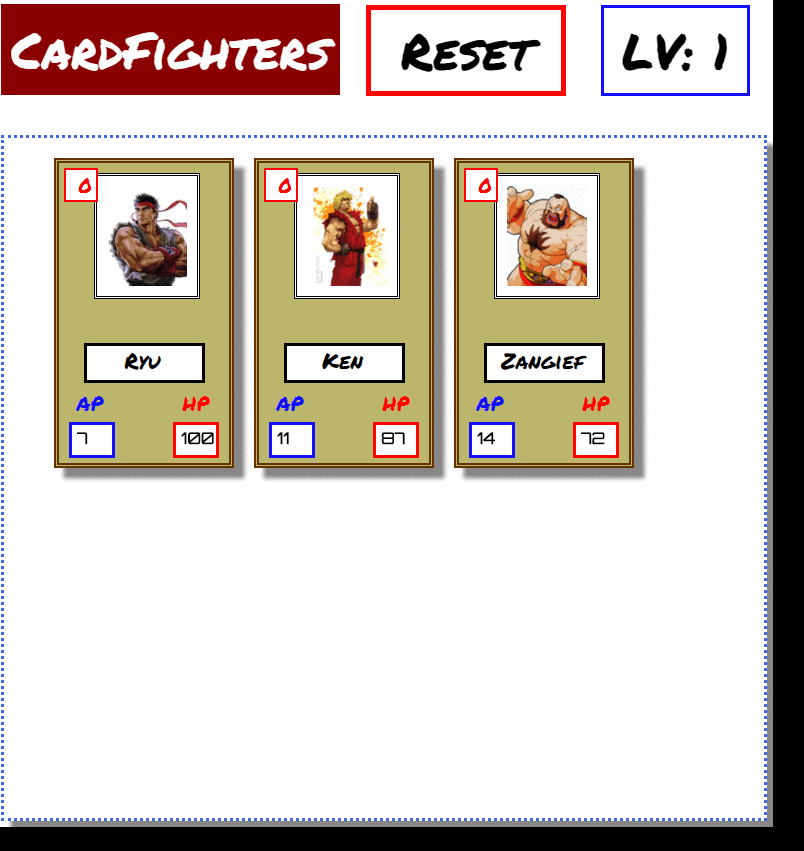 CardFighters
Reset
LV: 1
0
0
0
Ryu
Ken
Zangief
AP
HP
AP
HP
AP
HP
7
100
11
87
14
72